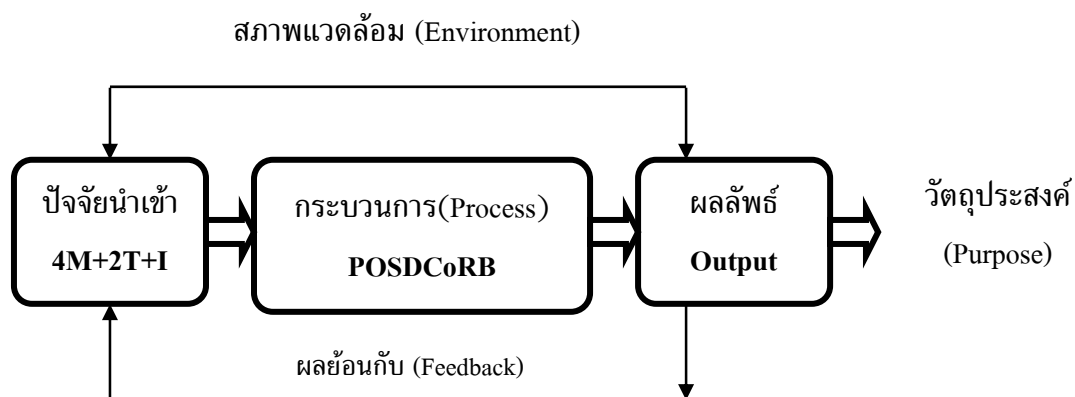 สภาพแวดล้อม (Environment)
ปัจจัยนำเข้า
4M+2T+I
กระบวนการ(Process)
POSDCoRB
ผลลัพธ์
Output
วัตถุประสงค์
(Purpose)
ผลย้อนกับ (Feedback)